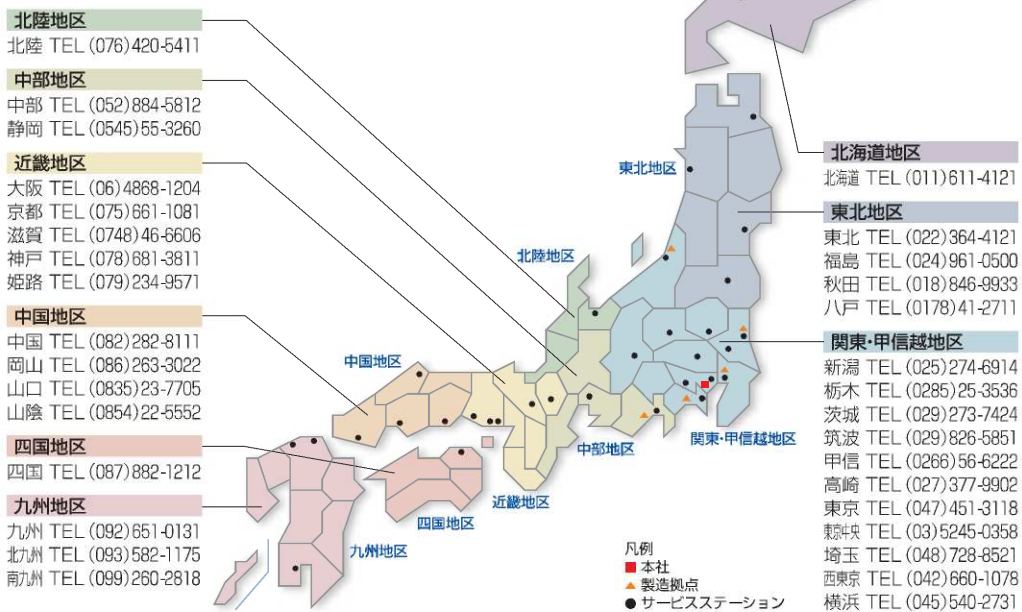 北陸地区
北陸 TEL (076)420-5411
中部地区
中部 TEL (052)884-5812
静岡 TEL (0545)55-3260
近畿地区
大阪 TEL (06)4868-1204
京都 TEL (075)661-1081
滋賀 TEL (0748)46-6606
神戸 TEL (078)681-3811
姫路 TEL (079)234-9571
中国地区
中国 TEL (082)282-8111
岡山 TEL (086)263-3022
山口 TEL (0835)23-7705
山陰 TEL (0854)22-5552
四国地区
四国 TEL (087)882-1212
九州地区
九州 TEL (092)651-0131
北九州 TEL (093)582-1175
南九州 TEL (099)260-2818
東北地区
北陸地区
中国地区
関東・甲信越地区
中部地区
近畿地区
四国地区
九州地区
凡例
本社
製造拠点
サービスステーション
北海道地区
北海道 TEL (011)611-4121
東北地区
東北 TEL (022)364-4121
福島 TEL (024)961-0500
秋田 TEL (018)846-9933
八戸 TEL (0178)41-2711
関東・甲信越地区
新潟 TEL (025)274-6914
栃木 TEL (0285)25-3536
茨城 TEL (029)273-7424
筑波 TEL (029)826-5851
甲信 TEL (0266)56-6222
高崎 TEL (027)377-9902
東京 TEL (047)451-3118
東京中央 TEL (03)5245-0358
埼玉 TEL (048)728-8521
西東京 TEL (042)660-1078
横浜 TEL (045)540-2731